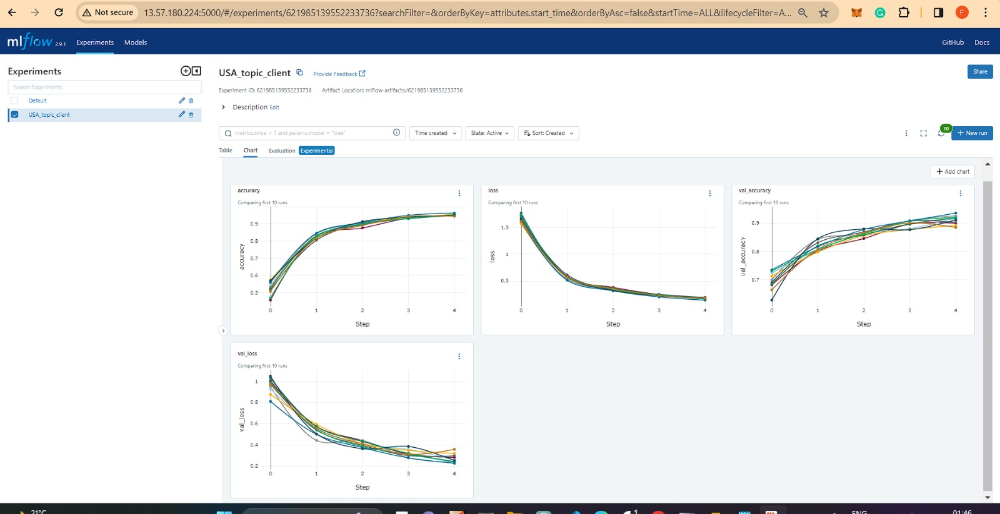 Not secure
13.57.180.224:5000/#/experiments/621985139552233736?searchFilter=&orderByKey=attributes.start_time&orderByAsc=false&startTime=ALL&lifecycleFilter=A...
F
mlflow 2.9.1
Experiments
Models
GitHub
Docs
Experiments
Search Experiments
Default
USA_topic_client
USA_topic_client
Provide Feedback
Share
Experiment ID: 621985139552233736
Artifact Location: mlflow-artifacts:/621985139552233736
Description Edit
metrics.rmse < 1 and params.model = "tree"
Time created
State: Active
Sort: Created
10
New run
Table
Chart
Evaluation
Experimental
Add chart
accuracy
Comparing first 10 runs
0.9
0.8
0.7
0.6
0.5
accuracy
0 1 2 3 4
Step
loss
Comparing first 10 runs
1.5
1
0.5
loss
0 1 2 3 4
Step
val_accuracy
Comparing first 10 runs
0.9
0.8
0.7
val_accuracy
0 1 2 3 4
Step
val_loss
Comparing first 10 runs
1
0.8
0.6
0.4
0.2
val_loss
0 1 2 3 4
Step
21°C
1
ENG
01:46